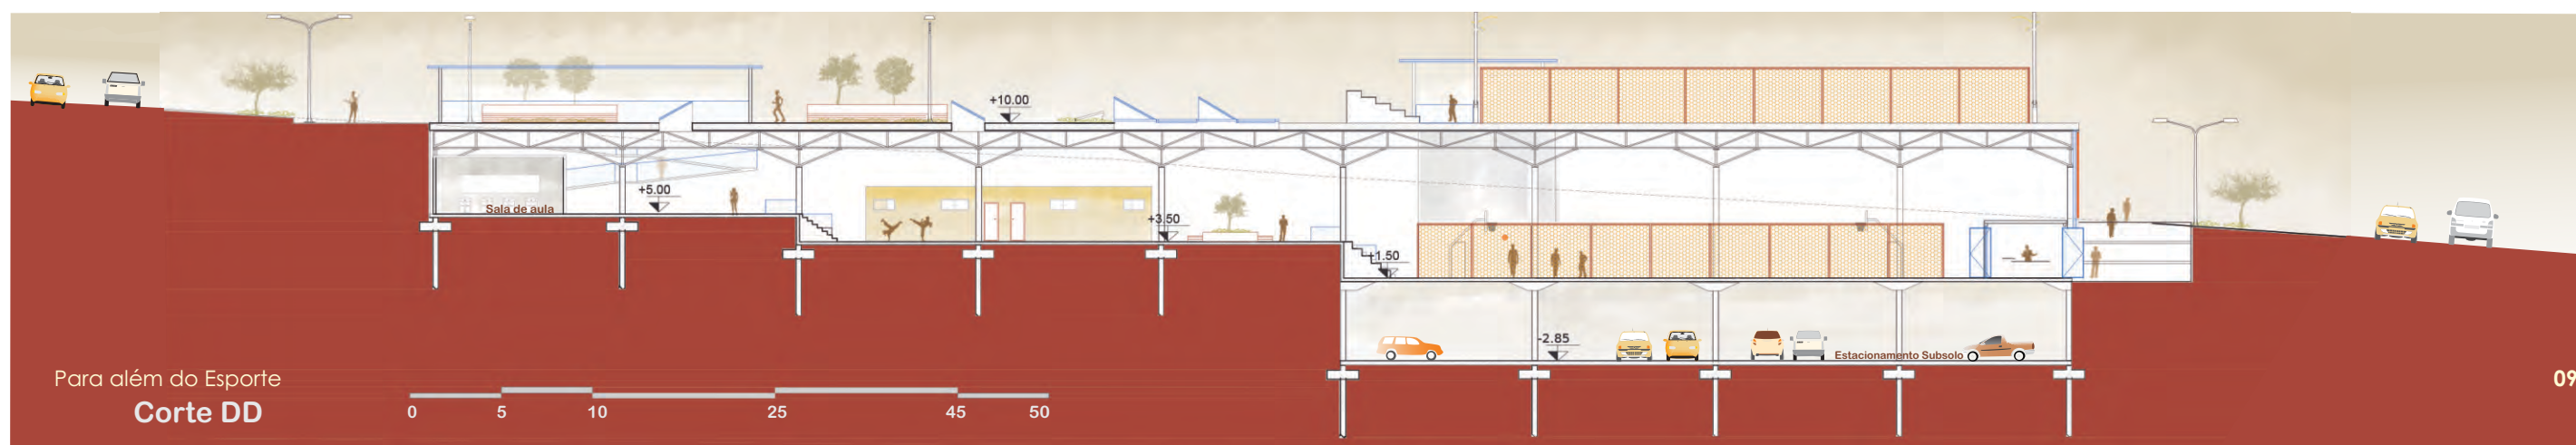 +10.00
+5.00
Sala de aula
+3.50
+1.50
-2.85
Estacionamento Subsolo
Para além do Esporte
Corte DD
0 5 10 25 45 50
09